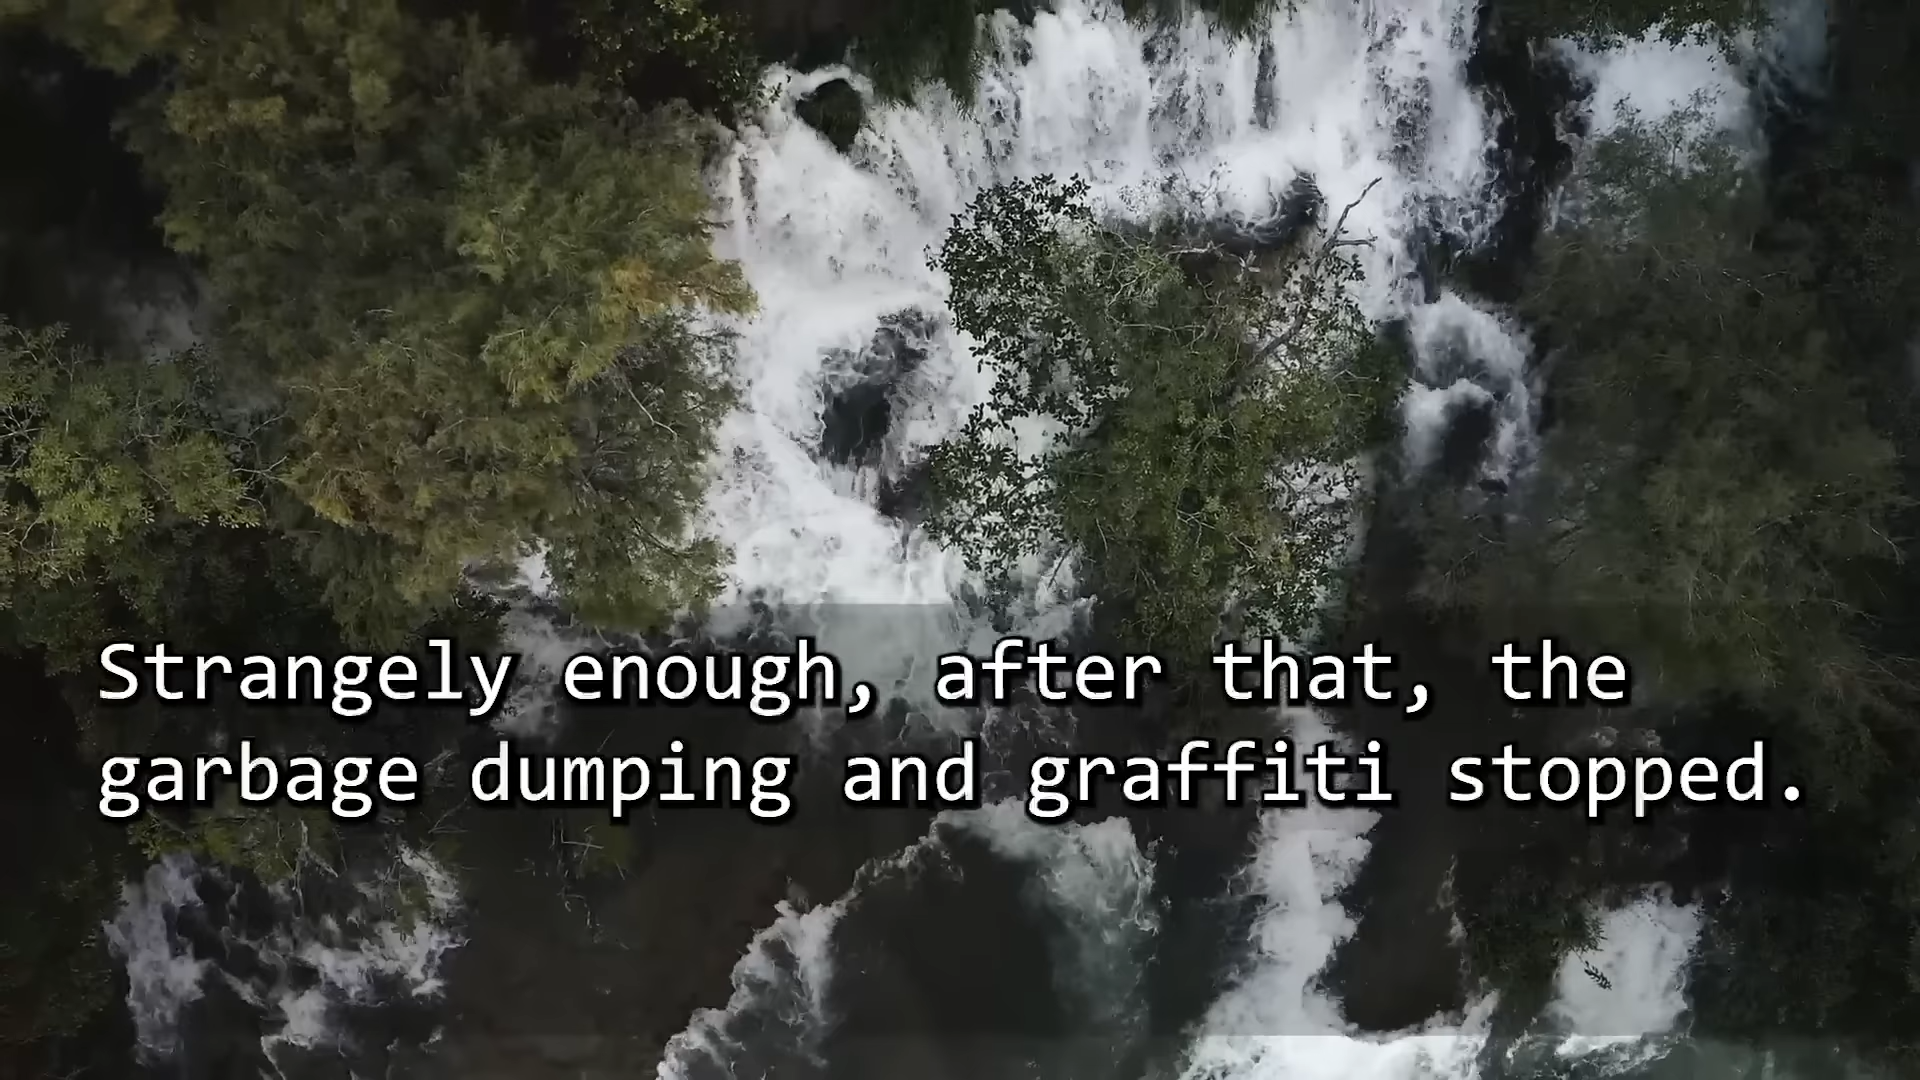 Strangely enough, after that, the
garbage dumping and graffiti stopped.